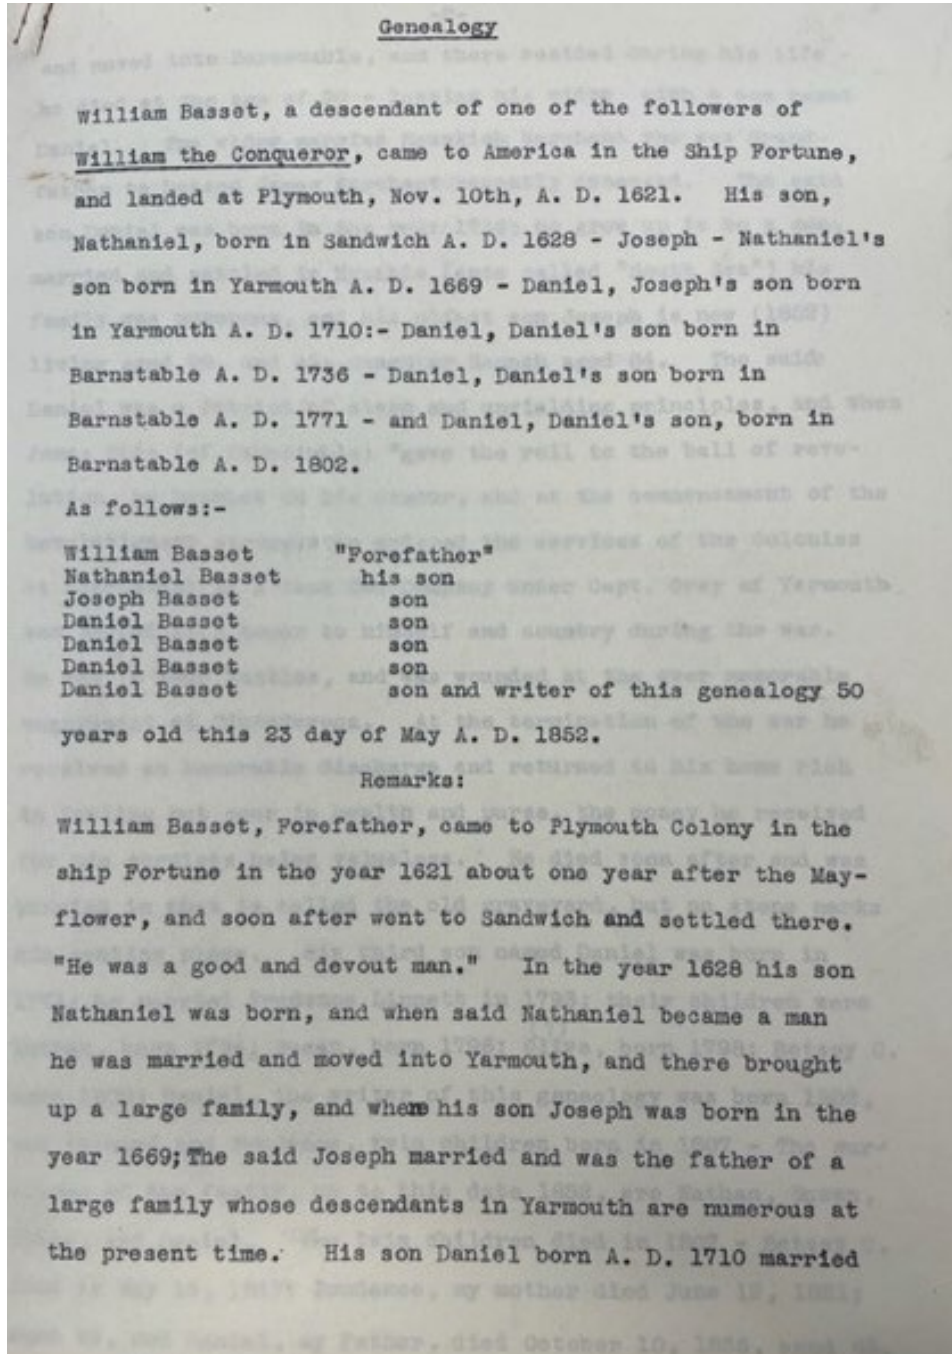 Genealogy
William Basset, a descendant of one of the followers of
William the Conqueror, came to America in the Ship Fortune,
and landed at Plymouth, Nov. 10th, A. D. 1621. His son,
Nathaniel, born in Sandwich A. D. 1628 - Joseph - Nathaniel's
son born in Yarmouth A. D. 1669 - Daniel, Joseph's son born
in Yarmouth A. D. 1710:- Daniel, Daniel's son born in
Barnstable A. D. 1736 - Daniel, Daniel's son born in
Barnstable A. D. 1771 - and Daniel, Daniel's son, born in
Barnstable A. D. 1802.
As follows:-
William Basset "Forefather"
Nathaniel Basset his son
Joseph Basset son
Daniel Basset son
Daniel Basset son
Daniel Basset son
Daniel Basset son and writer of this genealogy 50
years old this 23 day of May A. D. 1852.
Remarks:
William Basset, Forefather, came to Plymouth Colony in the
ship Fortune in the year 1621 about one year after the May-
flower, and soon after went to Sandwich and settled there.
"He was a good and devout man." In the year 1628 his son
Nathaniel was born, and when said Nathaniel became a man
he was married and moved into Yarmouth, and there brought
up a large family, and where his son Joseph was born in the
year 1669; The said Joseph married and was the father of a
large family whose descendants in Yarmouth are numerous at
the present time. His son Daniel born A. D. 1710 married